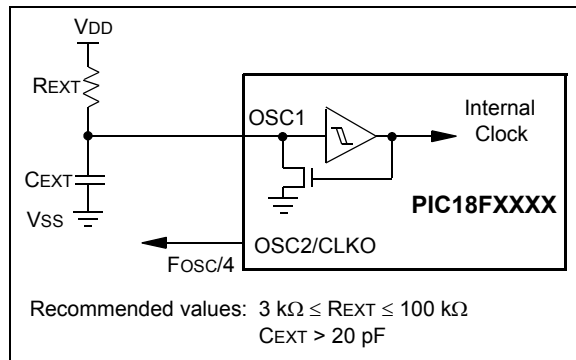 VDD
REXT
OSC1
Internal
Clock
CEXT
PIC18FXXXX
VSS
OSC2/CLKO
FOSC/4
Recommended values: 3 kΩ ≤ REXT ≤ 100 kΩ
CEXT > 20 pF